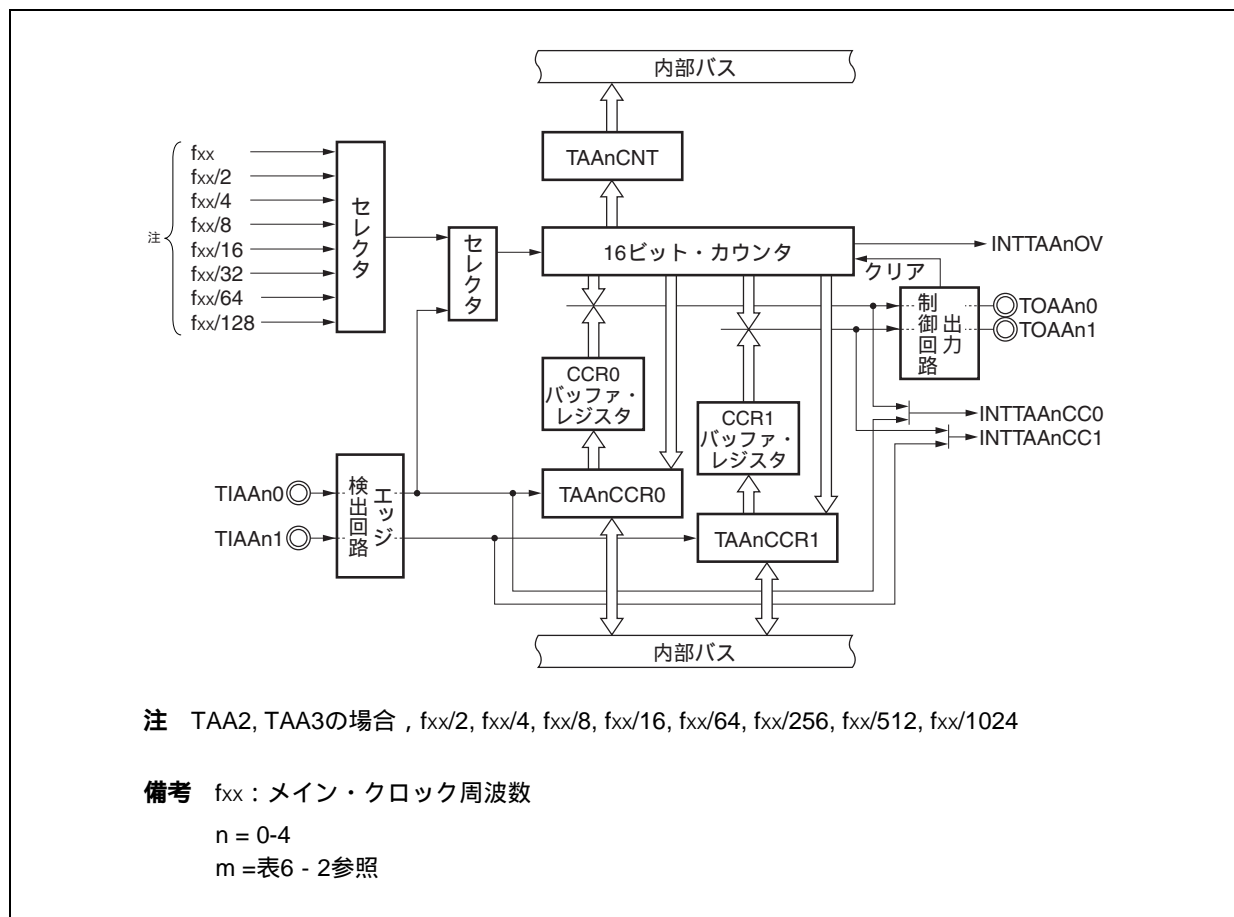 内部バス
TAAnCNT
注
fxx
fxx/2
fxx/4
fxx/8
fxx/16
fxx/32
fxx/64
fxx/128
セレクタ
セレクタ
16ビット・カウンタ
INTTAAnOV
クリア
出力
制御回路
TOAAn0
TOAAn1
CCR0
バッファ・
レジスタ
CCR1
バッファ・
レジスタ
INTTAAnCC0
INTTAAnCC1
TIAAn0
TIAAn1
エッジ
検出回路
TAAnCCR0
TAAnCCR1
内部バス
注 TAA2, TAA3の場合，fxx/2, fxx/4, fxx/8, fxx/16, fxx/64, fxx/256, fxx/512, fxx/1024
備考 fxx：メイン・クロック周波数
n = 0-4
m =表6 - 2参照